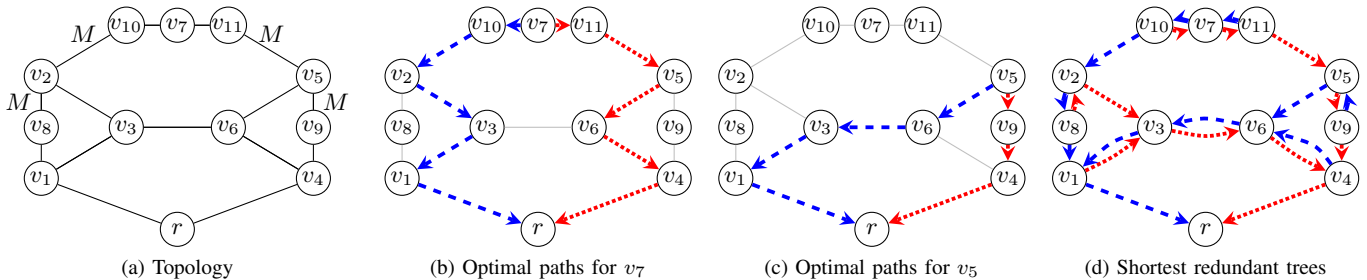 v10 v7 v11
M M
v2 v5
M M
v8 v3 v6 v9
v1 v4
r
(a) Topology
v10 v7 v11
v2 v5
v8 v3 v6 v9
v1 v4
r
(b) Optimal paths for v7
v10 v7 v11
v2 v5
v8 v3 v6 v9
v1 v4
r
(c) Optimal paths for v5
v10 v7 v11
v2 v5
v8 v3 v6 v9
v1 v4
r
(d) Shortest redundant trees